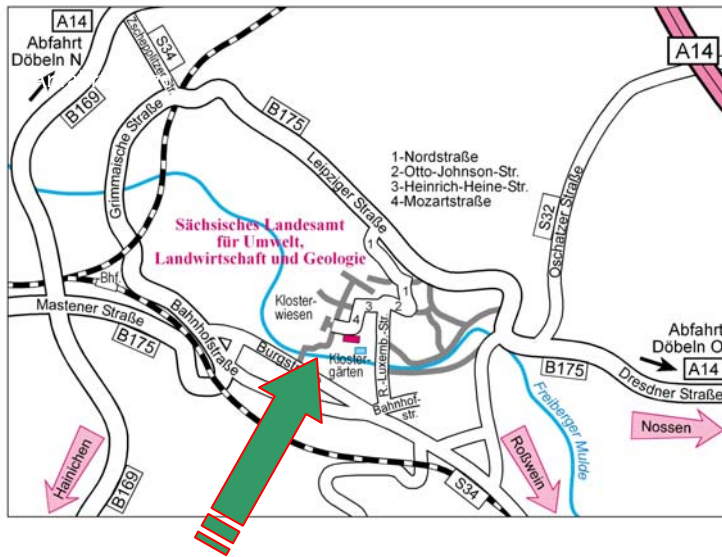 A14
Abfahrt
Döbeln N
B169
Zschepplitzer Str.
S34
Grimmaische Straße
B175
Leipziger Straße
A14
1-Nordstraße
2-Otto-Johnson-Str.
3-Heinrich-Heine-Str.
4-Mozartstraße
S32
Oschatzer Straße
Sächsisches Landesamt
für Umwelt,
Landwirtschaft und Geologie
1
1
2
3
4
Bhf.
Mastener Straße
B175
Bahnhofstraße
Kloster-
wiesen
Burgst
Kloster-
gärten
R.-Luxemb.-Str.
Bahnhof-
str.
Abfahrt
Döbeln O
A14
B175
Dresdner Straße
Freiberger Mulde
Nossen
Roßwein
S34
Hainichen
B169